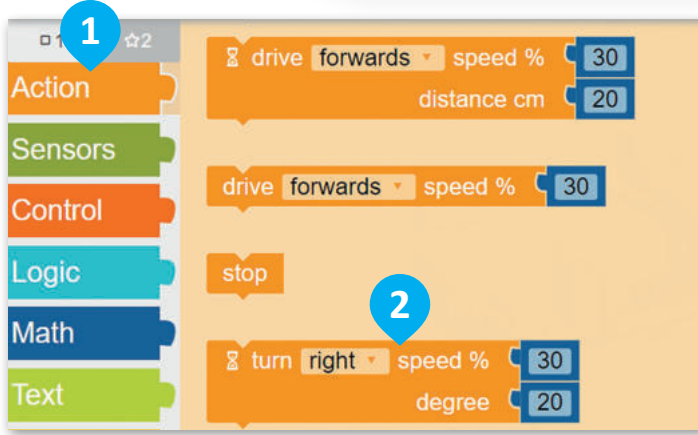 1
☆2
Action
Sensors
Control
Logic
Math
Text
drive forwards speed % 30
distance cm 20
drive forwards speed % 30
stop
2
turn right speed % 30
degree 20